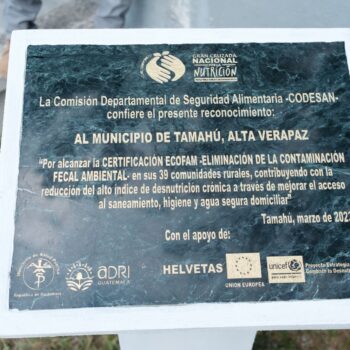 GRAN CRUZADA
NACIONAL
POR LA
NUTRICIÓN
La Comisión Departamental de Seguridad Alimentaria -CODESAN-
confiere el presente reconocimiento:
AL MUNICIPIO DE TAMAHÚ, ALTA VERAPAZ
"Por alcanzar la CERTIFICACIÓN ECOFAM -ELIMINACIÓN DE LA CONTAMINACIÓN
FECAL AMBIENTAL- en sus 39 comunidades rurales, contribuyendo con la
reducción del alto índice de desnutrición crónica a través de mejorar el acceso
al saneamiento, higiene y agua segura domiciliar"
Tamahú, marzo de 2023
Con el apoyo de:
ADRI
GUATEMALA
HELVETAS
UNIÓN EUROPEA
unicef